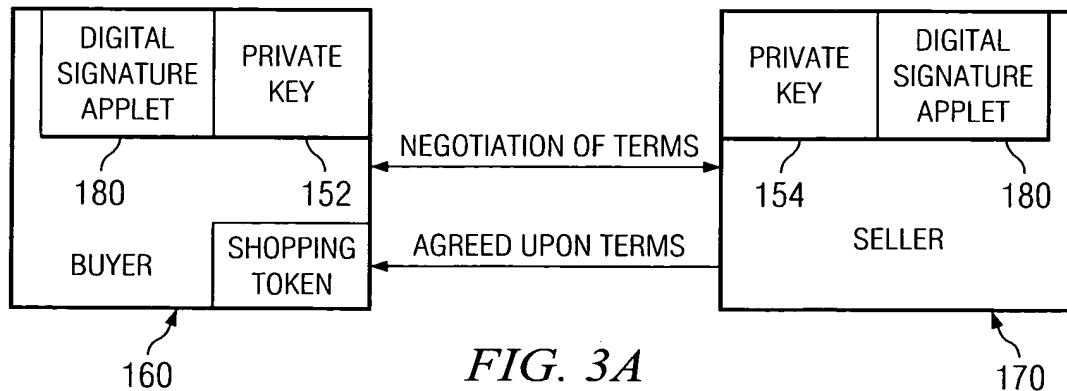 DIGITAL
SIGNATURE
APPLET
PRIVATE
KEY
180
152
BUYER
SHOPPING
TOKEN
160
NEGOTIATION OF TERMS
AGREED UPON TERMS
PRIVATE
KEY
DIGITAL
SIGNATURE
APPLET
154
180
SELLER
170
FIG. 3A